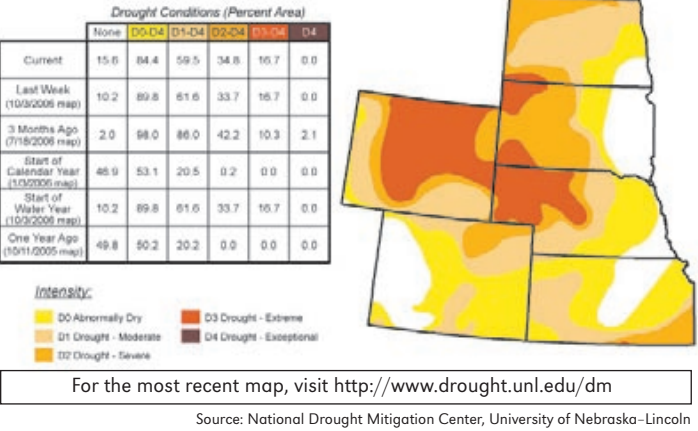 Drought Conditions (Percent Area)
None D0-D4 D1-D4 D2-D4 D3-D4 D4
Current 15.6 84.4 59.5 34.8 16.7 0.0
Last Week
(10/3/2006 map) 10.2 89.8 61.6 33.7 16.7 0.0
3 Months Ago
(7/18/2006 map) 2.0 98.0 86.0 42.2 10.3 2.1
Start of
Calendar Year
(1/3/2006 map) 46.9 53.1 20.5 0.2 0.0 0.0
Start of
Water Year
(10/3/2006 map) 10.2 89.8 61.6 33.7 16.7 0.0
One Year Ago
(10/11/2005 map) 49.8 50.2 20.2 0.0 0.0 0.0
Intensity:
D0 Abnormally Dry
D1 Drought - Moderate
D2 Drought - Severe
D3 Drought - Extreme
D4 Drought - Exceptional
For the most recent map, visit http://www.drought.unl.edu/dm
Source: National Drought Mitigation Center, University of Nebraska–Lincoln